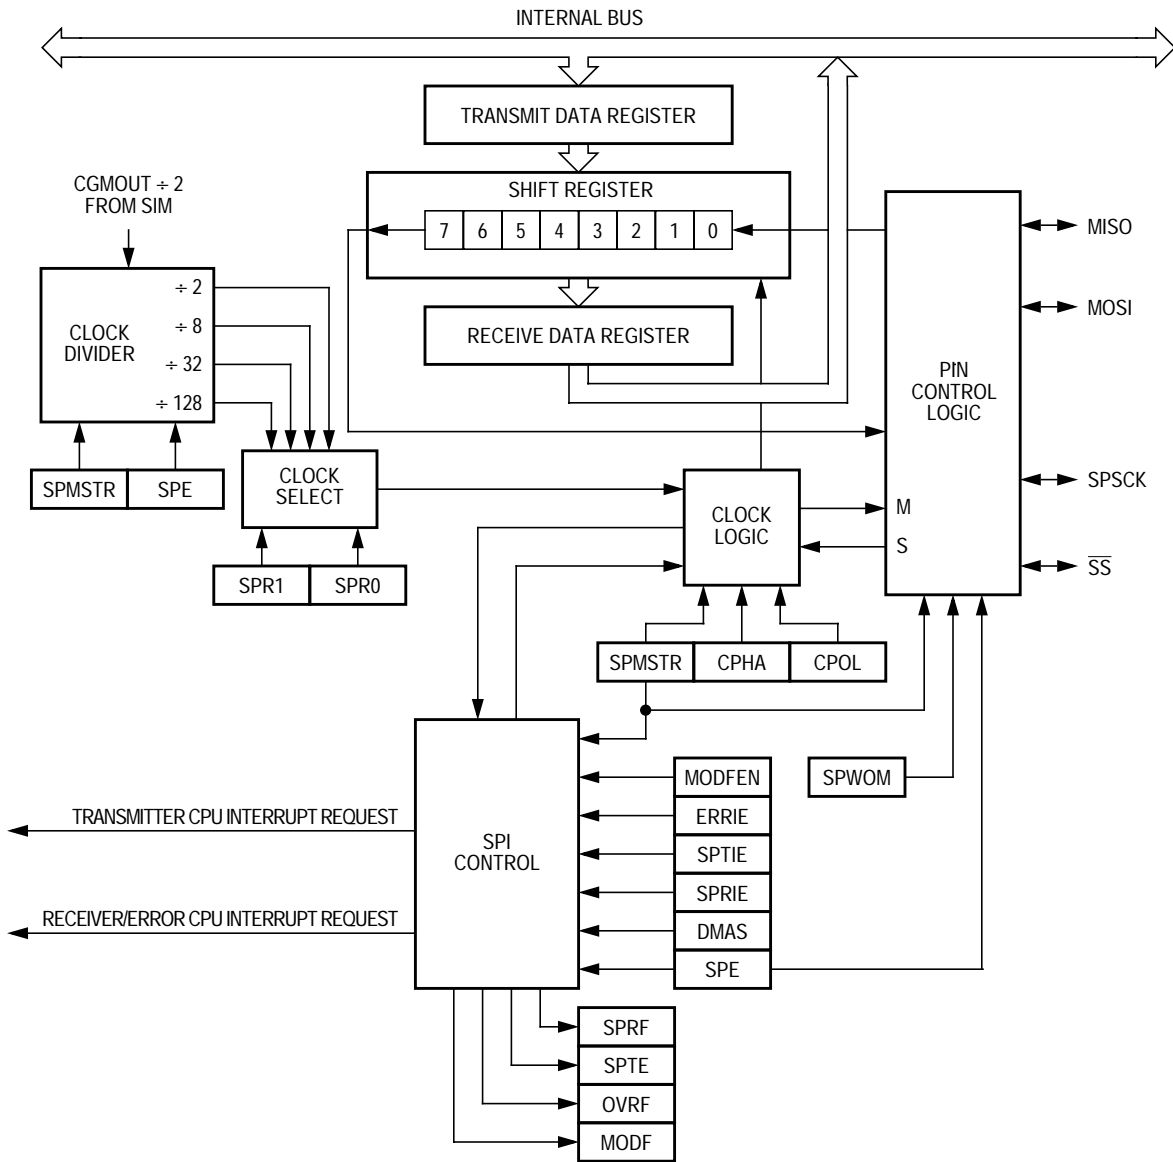 INTERNAL BUS
TRANSMIT DATA REGISTER
SHIFT REGISTER
7 6 5 4 3 2 1 0
RECEIVE DATA REGISTER
CGMOUT ÷ 2
FROM SIM
CLOCK
DIVIDER
÷ 2
÷ 8
÷ 32
÷ 128
SPMSTR SPE
CLOCK
SELECT
SPR1 SPR0
CLOCK
LOGIC
SPMSTR CPHA CPOL
PIN
CONTROL
LOGIC
M
S
MISO
MOSI
SPSCK
S̅S̅
SPWOM
SPI
CONTROL
MODFEN
ERRIE
SPTIE
SPRIE
DMAS
SPE
TRANSMITTER CPU INTERRUPT REQUEST
RECEIVER/ERROR CPU INTERRUPT REQUEST
SPRF
SPTE
OVRF
MODF